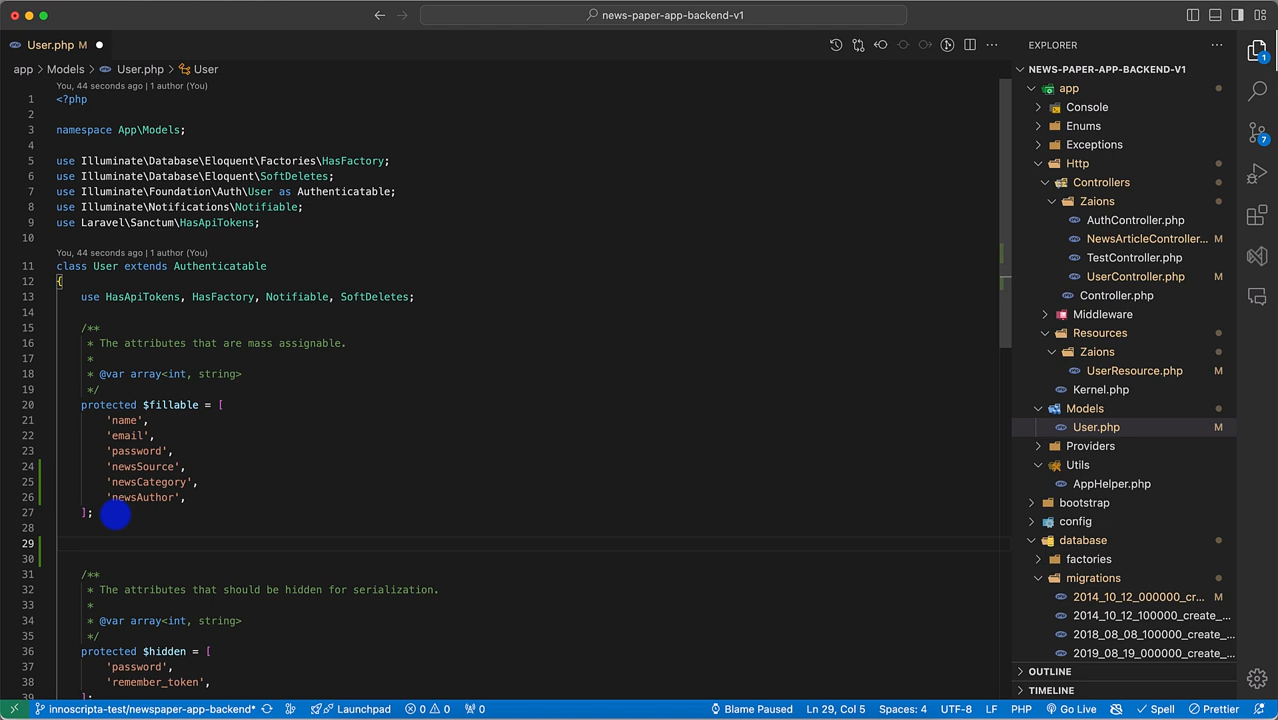 news-paper-app-backend-v1
User.php M
EXPLORER
app > Models > User.php > User
NEWS-PAPER-APP-BACKEND-V1
You, 44 seconds ago | 1 author (You)
1 <?php
2
3 namespace App\Models;
4
5 use Illuminate\Database\Eloquent\Factories\HasFactory;
6 use Illuminate\Database\Eloquent\SoftDeletes;
7 use Illuminate\Foundation\Auth\User as Authenticatable;
8 use Illuminate\Notifications\Notifiable;
9 use Laravel\Sanctum\HasApiTokens;
10
You, 44 seconds ago | 1 author (You)
11 class User extends Authenticatable
12 {
13 use HasApiTokens, HasFactory, Notifiable, SoftDeletes;
14
15 /**
16 * The attributes that are mass assignable.
17 *
18 * @var array<int, string>
19 */
20 protected $fillable = [
21 'name',
22 'email',
23 'password',
24 'newsSource',
25 'newsCategory',
26 'newsAuthor',
27 ];
28
29
30
31 /**
32 * The attributes that should be hidden for serialization.
33 *
34 * @var array<int, string>
35 */
36 protected $hidden = [
37 'password',
38 'remember_token',
39 ];
app
Console
Enums
Exceptions
Http
Controllers
Zaions
AuthController.php
NewsArticleController... M
TestController.php
UserController.php M
Controller.php
Middleware
Resources
Zaions
UserResource.php M
Kernel.php
Models
User.php M
Providers
Utils
AppHelper.php
bootstrap
config
database
factories
migrations
2014_10_12_000000_cr... M
2014_10_12_100000_create_...
2018_08_08_100000_create_...
2019_08_19_000000_create_...
OUTLINE
TIMELINE
1
7
innoscripta-test/newspaper-app-backend* Launchpad 0 0 0 Blame Paused Ln 29, Col 5 Spaces: 4 UTF-8 LF PHP Go Live Spell Prettier